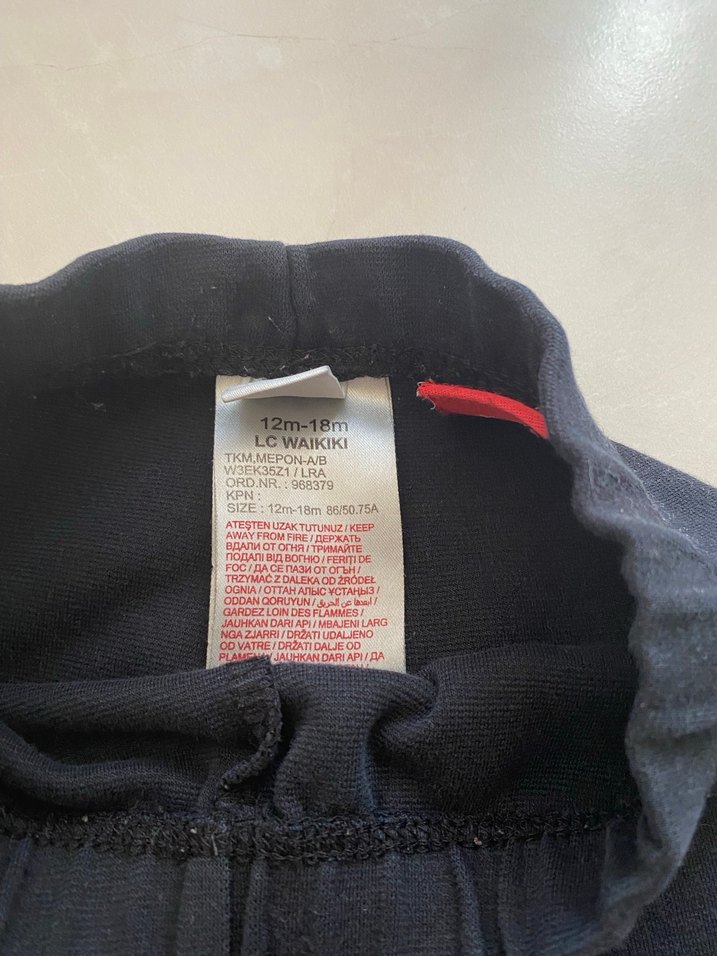 12m-18m
LC WAIKIKI
TKM,MEPON-A/B
W3EK35Z1 / LRA
ORD.NR. : 968379
KPN :
SIZE : 12m-18m 86/50.75A
ATEŞTEN UZAK TUTUNUZ / KEEP
AWAY FROM FIRE / ДЕРЖАТЬ
ВДАЛИ ОТ ОГНЯ / ТРИМАЙТЕ
ПОДАЛІ ВІД ВОГНЮ / FERIȚI DE
FOC / ДА СЕ ПАЗИ ОТ ОГЪН /
TRZYMAĆ Z DALEKA OD ŹRÓDEŁ
OGNIA / ОТТАН АЛЫС ҰСТАҢЫЗ /
ODDAN QORUYUN / ابعدها عن الحريق /
GARDEZ LOIN DES FLAMMES /
JAUHKAN DARI API / MBAJENI LARG
NGA ZJARRI / DRŽATI UDALJENO
OD VATRE / DRŽATI DALJE OD
PLAMENA / JAUHKAN DARI API / ДА